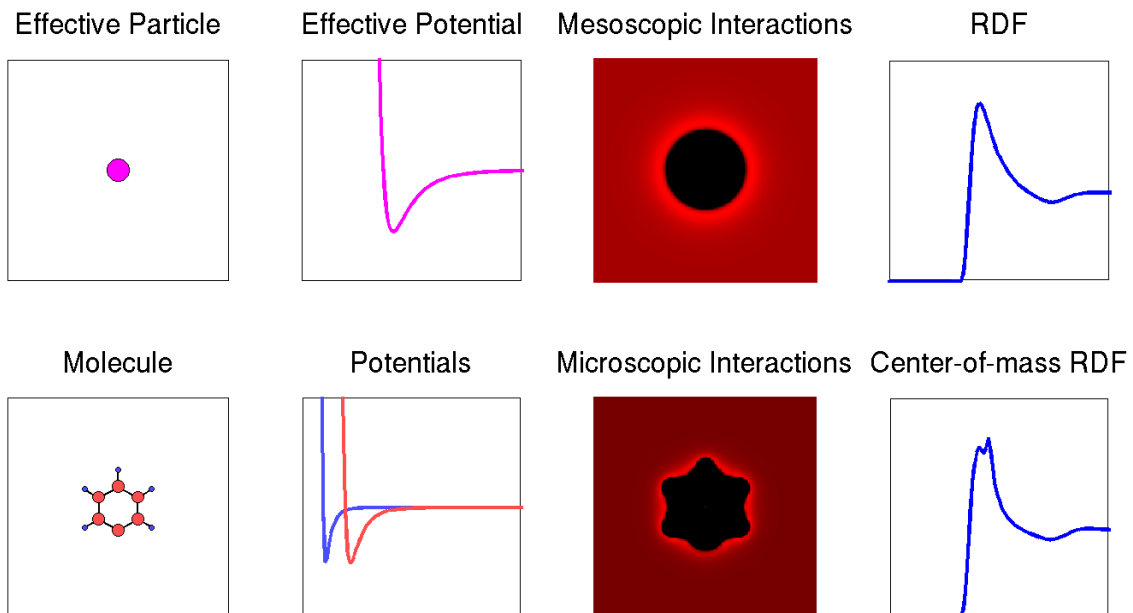 Effective Particle
Effective Potential
Mesoscopic Interactions
RDF
Molecule
Potentials
Microscopic Interactions
Center-of-mass RDF